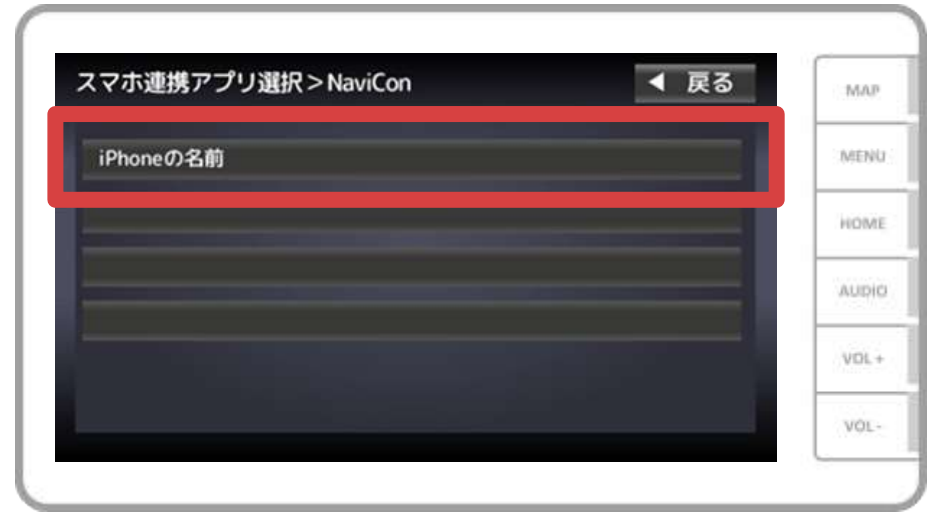 スマホ連携アプリ選択>NaviCon
◀ 戻る
iPhoneの名前
MAP
MENU
HOME
AUDIO
VOL +
VOL -